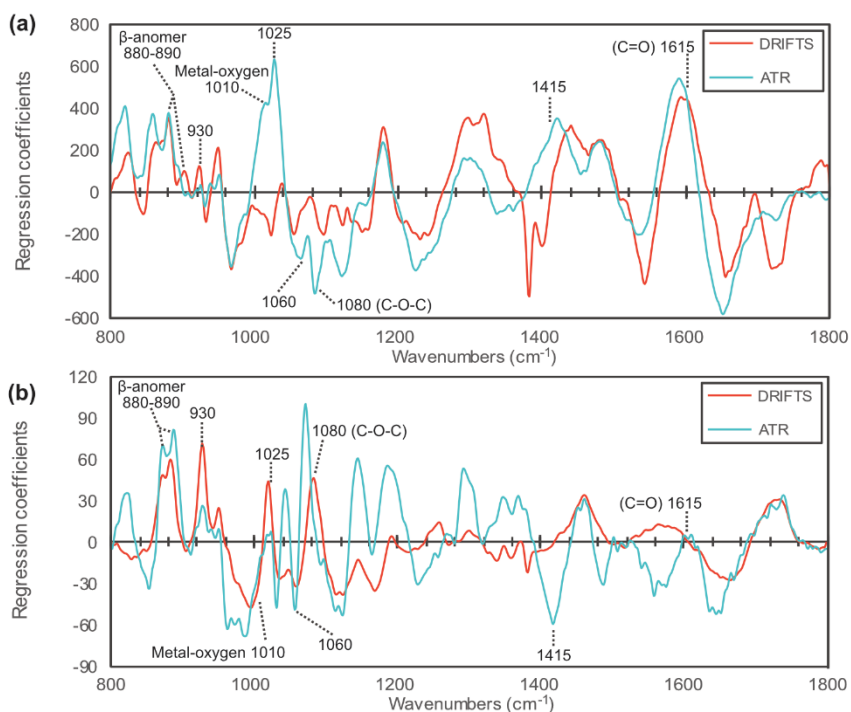 (a)
800
600
400
200
0
-200
-400
-600
Regression coefficients
β-anomer
880-890
930
Metal-oxygen
1010
1025
1060
1080 (C-O-C)
1415
(C=O) 1615
DRIFTS
ATR
800
1000
1200
1400
1600
1800
Wavenumbers (cm⁻¹)
(b)
120
90
60
30
0
-30
-60
-90
Regression coefficients
β-anomer
880-890
930
1025
1080 (C-O-C)
Metal-oxygen 1010
1060
1415
(C=O) 1615
DRIFTS
ATR
800
1000
1200
1400
1600
1800
Wavenumbers (cm⁻¹)